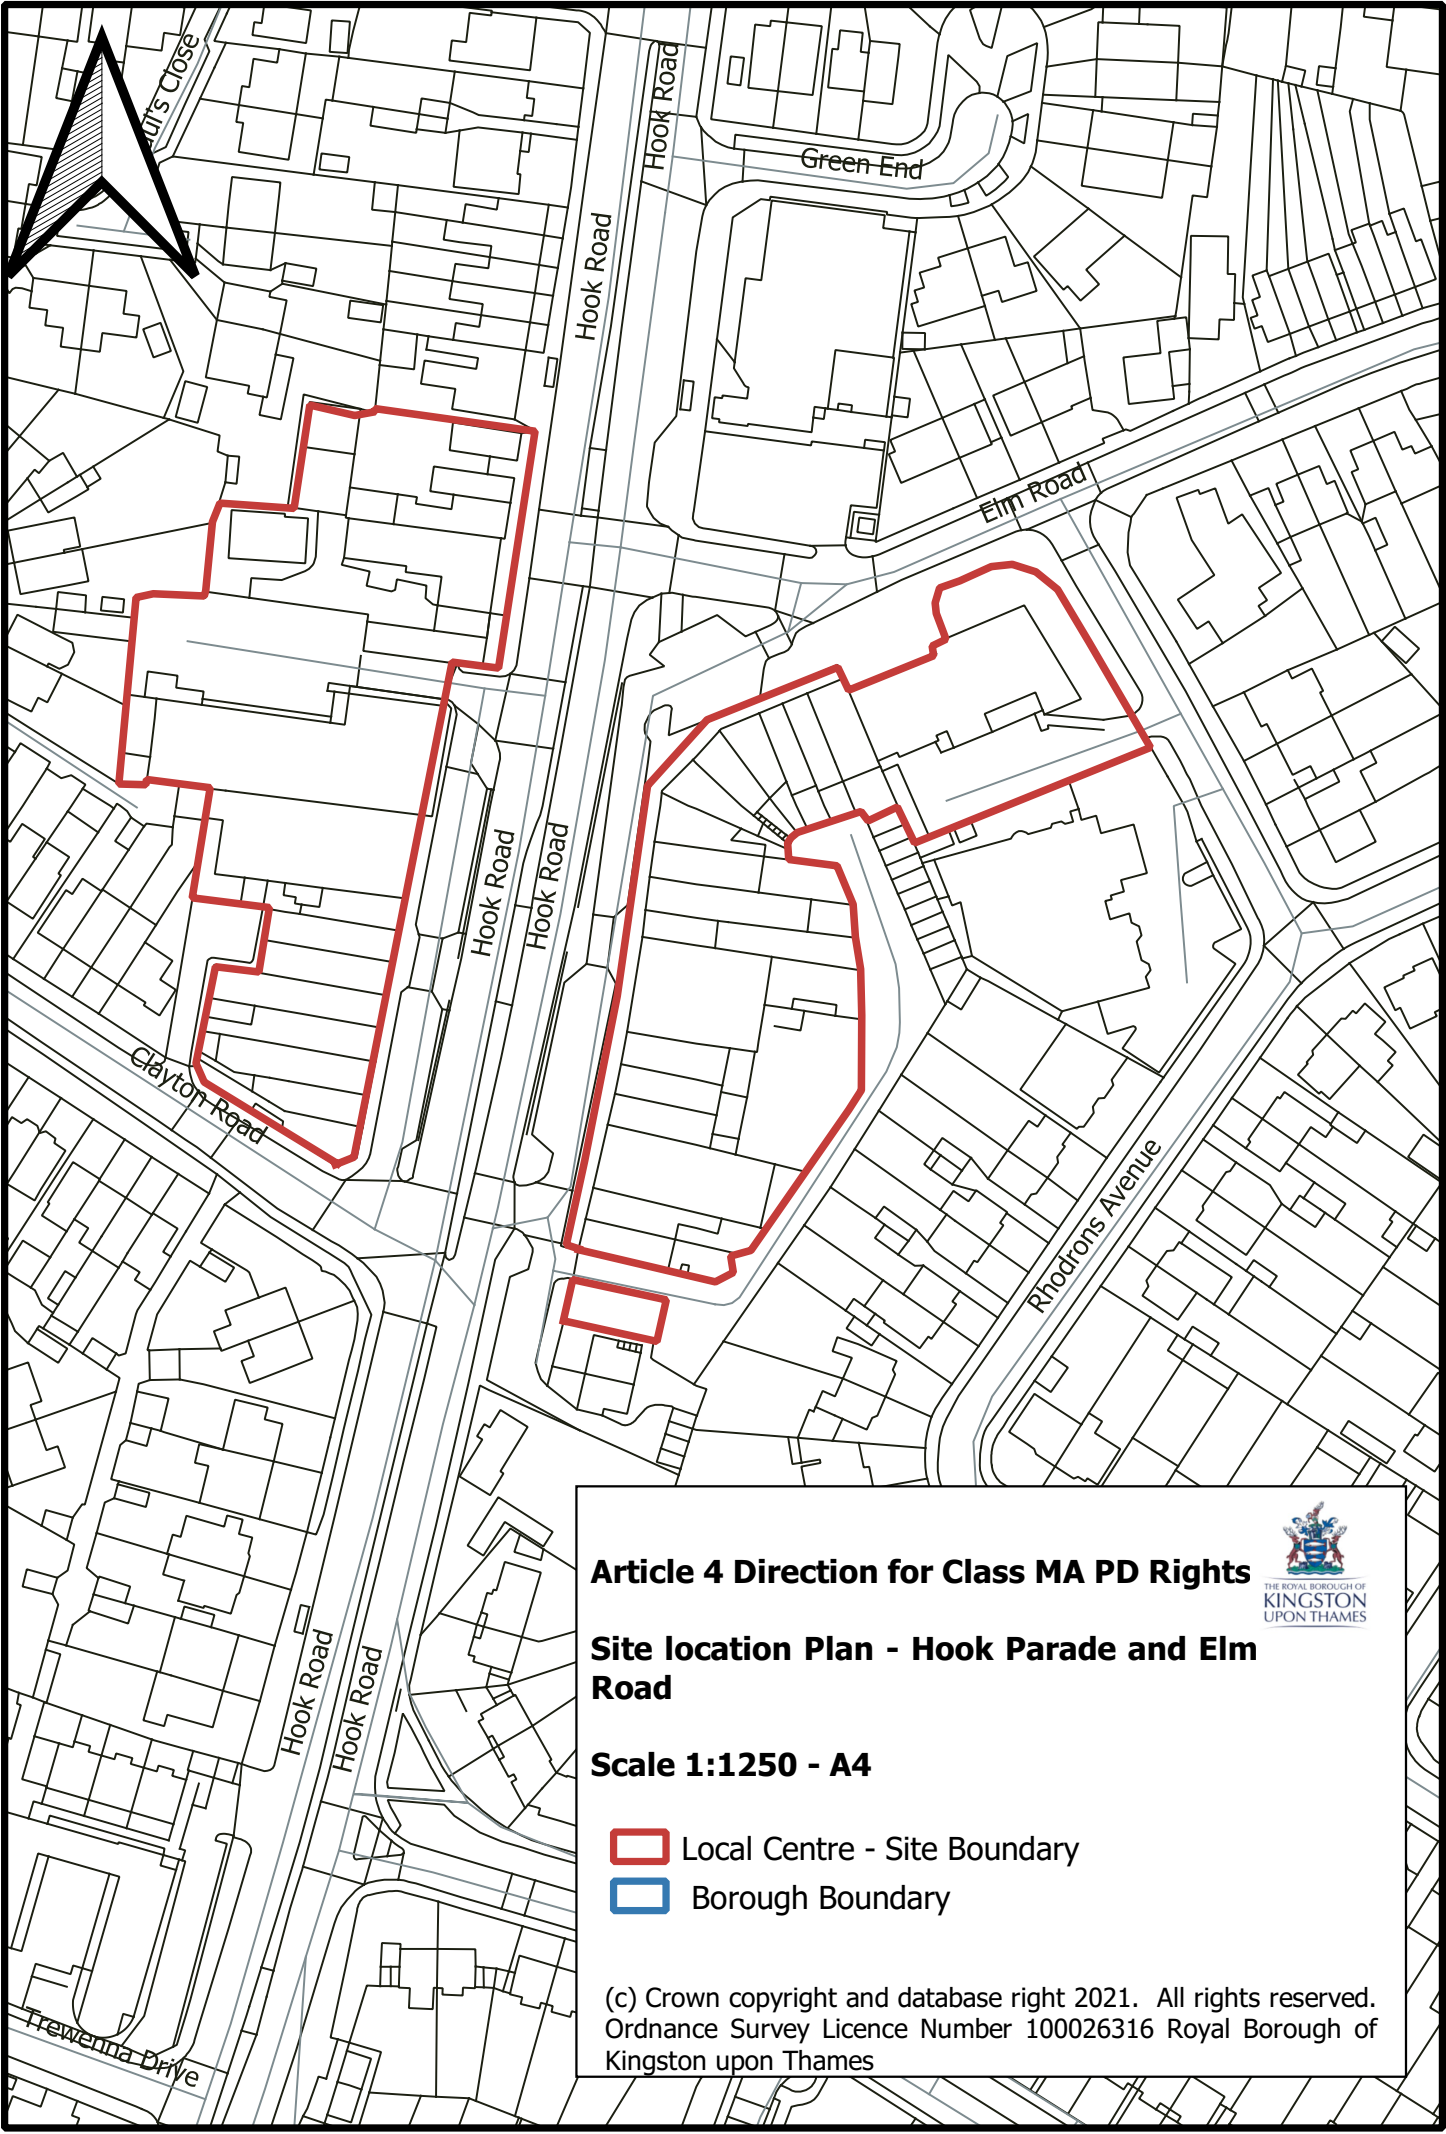 ul's Close
Hook Road
Green End
Hook Road
Elm Road
Hook Road
Hook Road
Clayton Road
Rhodrons Avenue
Hook Road
Hook Road
Trewenna Drive
Article 4 Direction for Class MA PD Rights
THE ROYAL BOROUGH OF
KINGSTON
UPON THAMES
Site location Plan - Hook Parade and Elm
Road
Scale 1:1250 - A4
Local Centre - Site Boundary
Borough Boundary
(c) Crown copyright and database right 2021. All rights reserved.
Ordnance Survey Licence Number 100026316 Royal Borough of
Kingston upon Thames